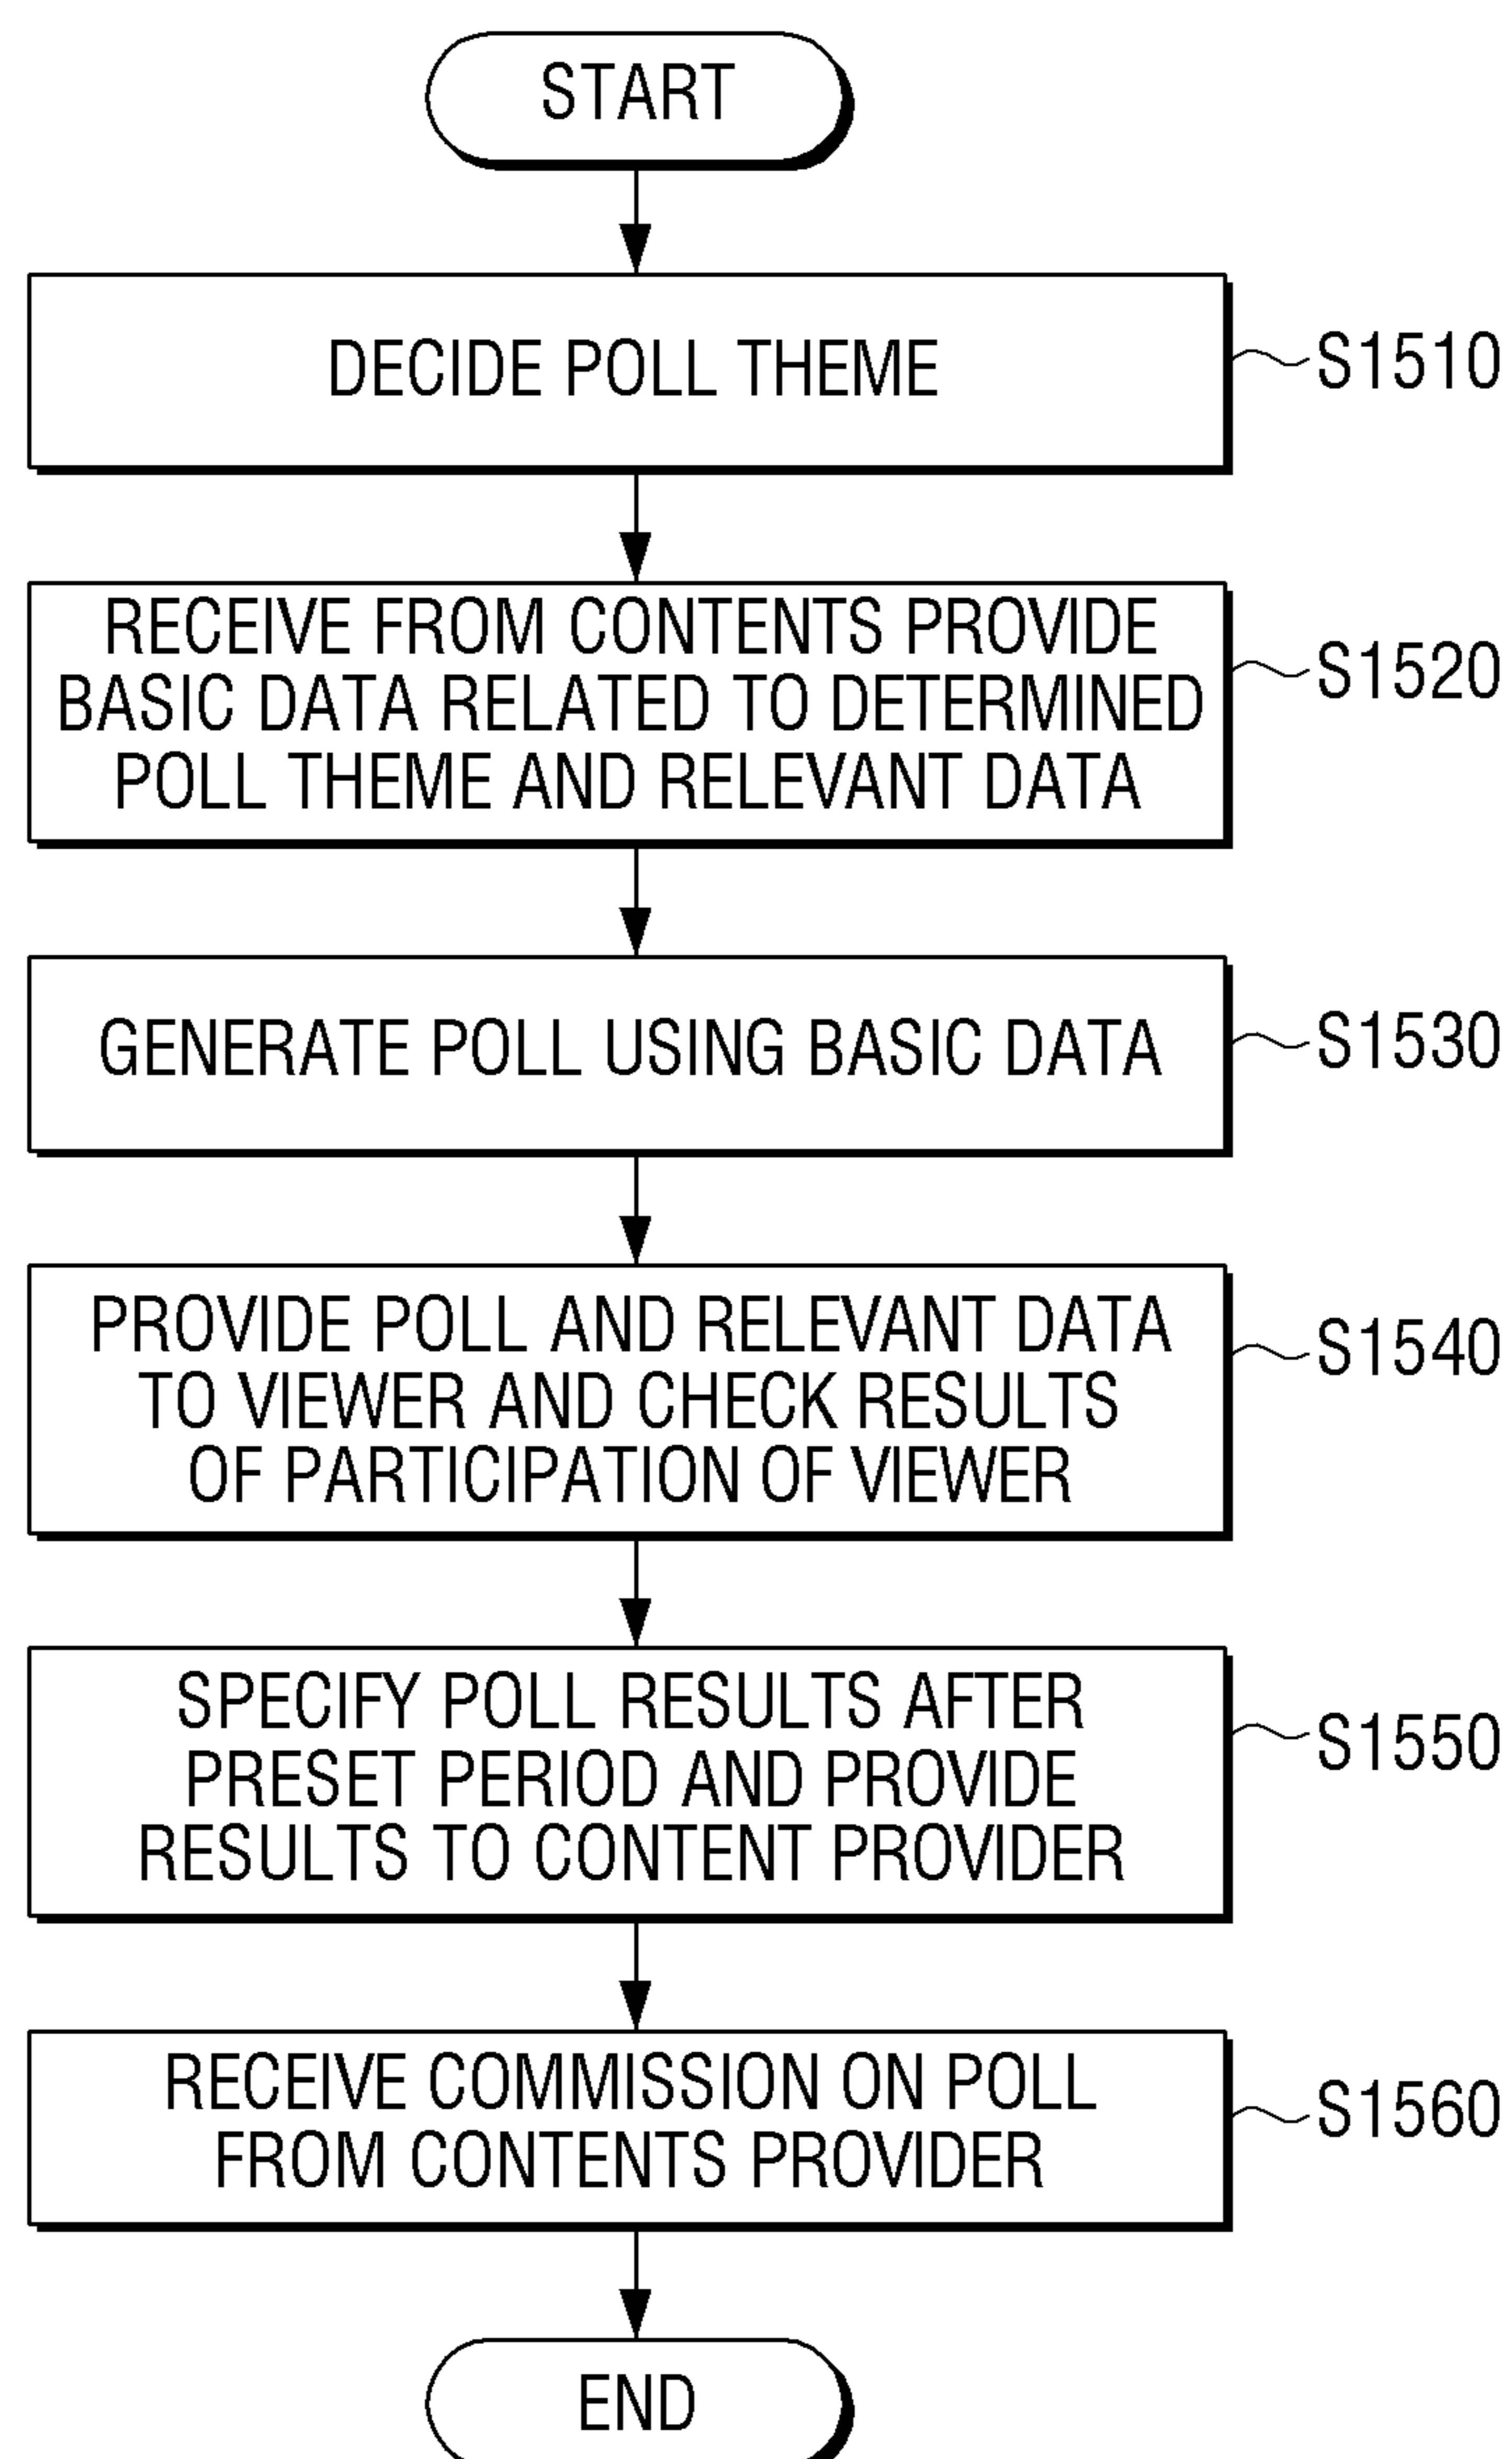 START
DECIDE POLL THEME
S1510
RECEIVE FROM CONTENTS PROVIDE
BASIC DATA RELATED TO DETERMINED
POLL THEME AND RELEVANT DATA
S1520
GENERATE POLL USING BASIC DATA
S1530
PROVIDE POLL AND RELEVANT DATA
TO VIEWER AND CHECK RESULTS
OF PARTICIPATION OF VIEWER
S1540
SPECIFY POLL RESULTS AFTER
PRESET PERIOD AND PROVIDE
RESULTS TO CONTENT PROVIDER
S1550
RECEIVE COMMISSION ON POLL
FROM CONTENTS PROVIDER
S1560
END